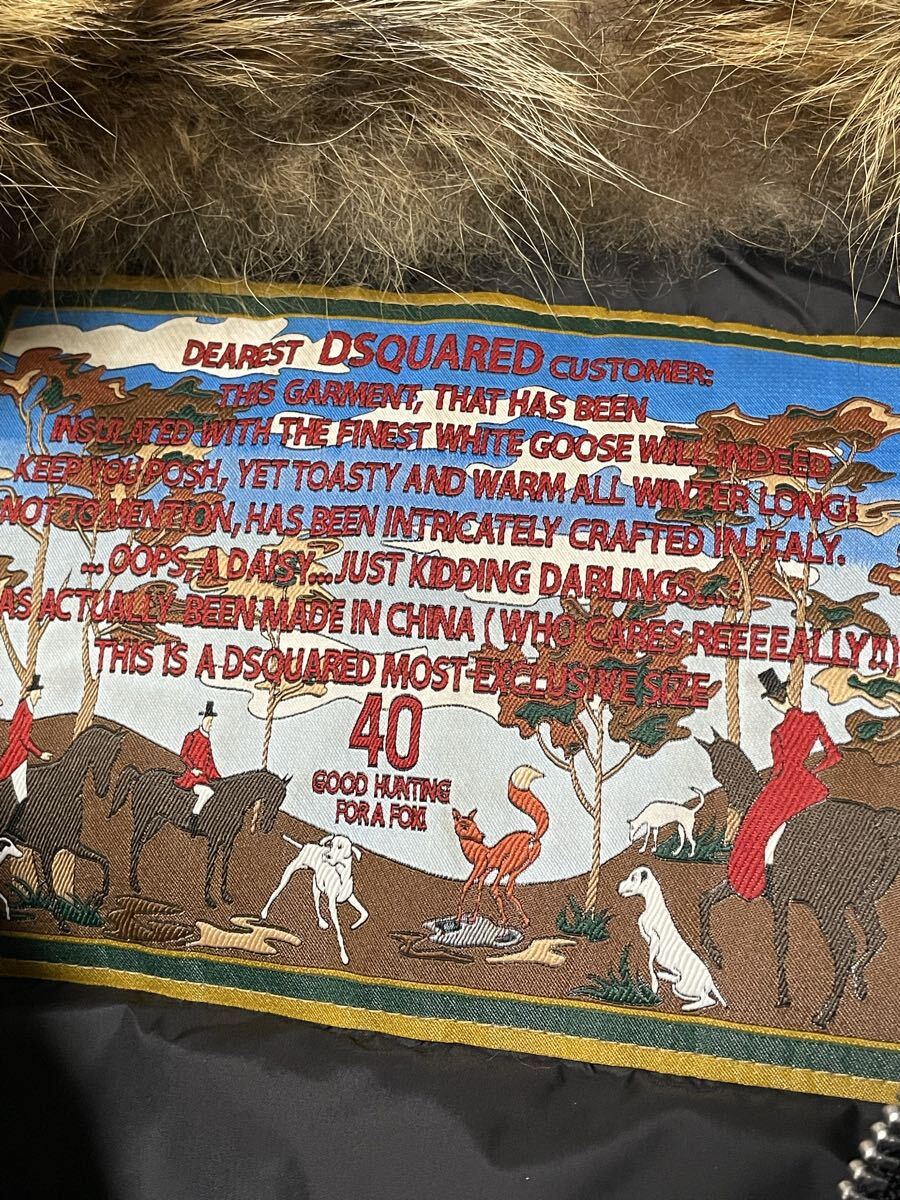 DEAREST DSQUARED CUSTOMER:
THIS GARMENT, THAT HAS BEEN
INSULATED WITH THE FINEST WHITE GOOSE WILL INDEED
KEEP YOU POSH, YET TOASTY AND WARM ALL WINTER LONG!
NOT TO MENTION, HAS BEEN INTRICATELY CRAFTED IN ITALY.
...OOPS, A DAISY...JUST KIDDING DARLINGS....:
AS ACTUALLY BEEN MADE IN CHINA ( WHO CARES REEEEALLY!!)
THIS IS A DSQUARED MOST EXCLUSIVE SIZE
40
GOOD HUNTING
FOR A FOX!